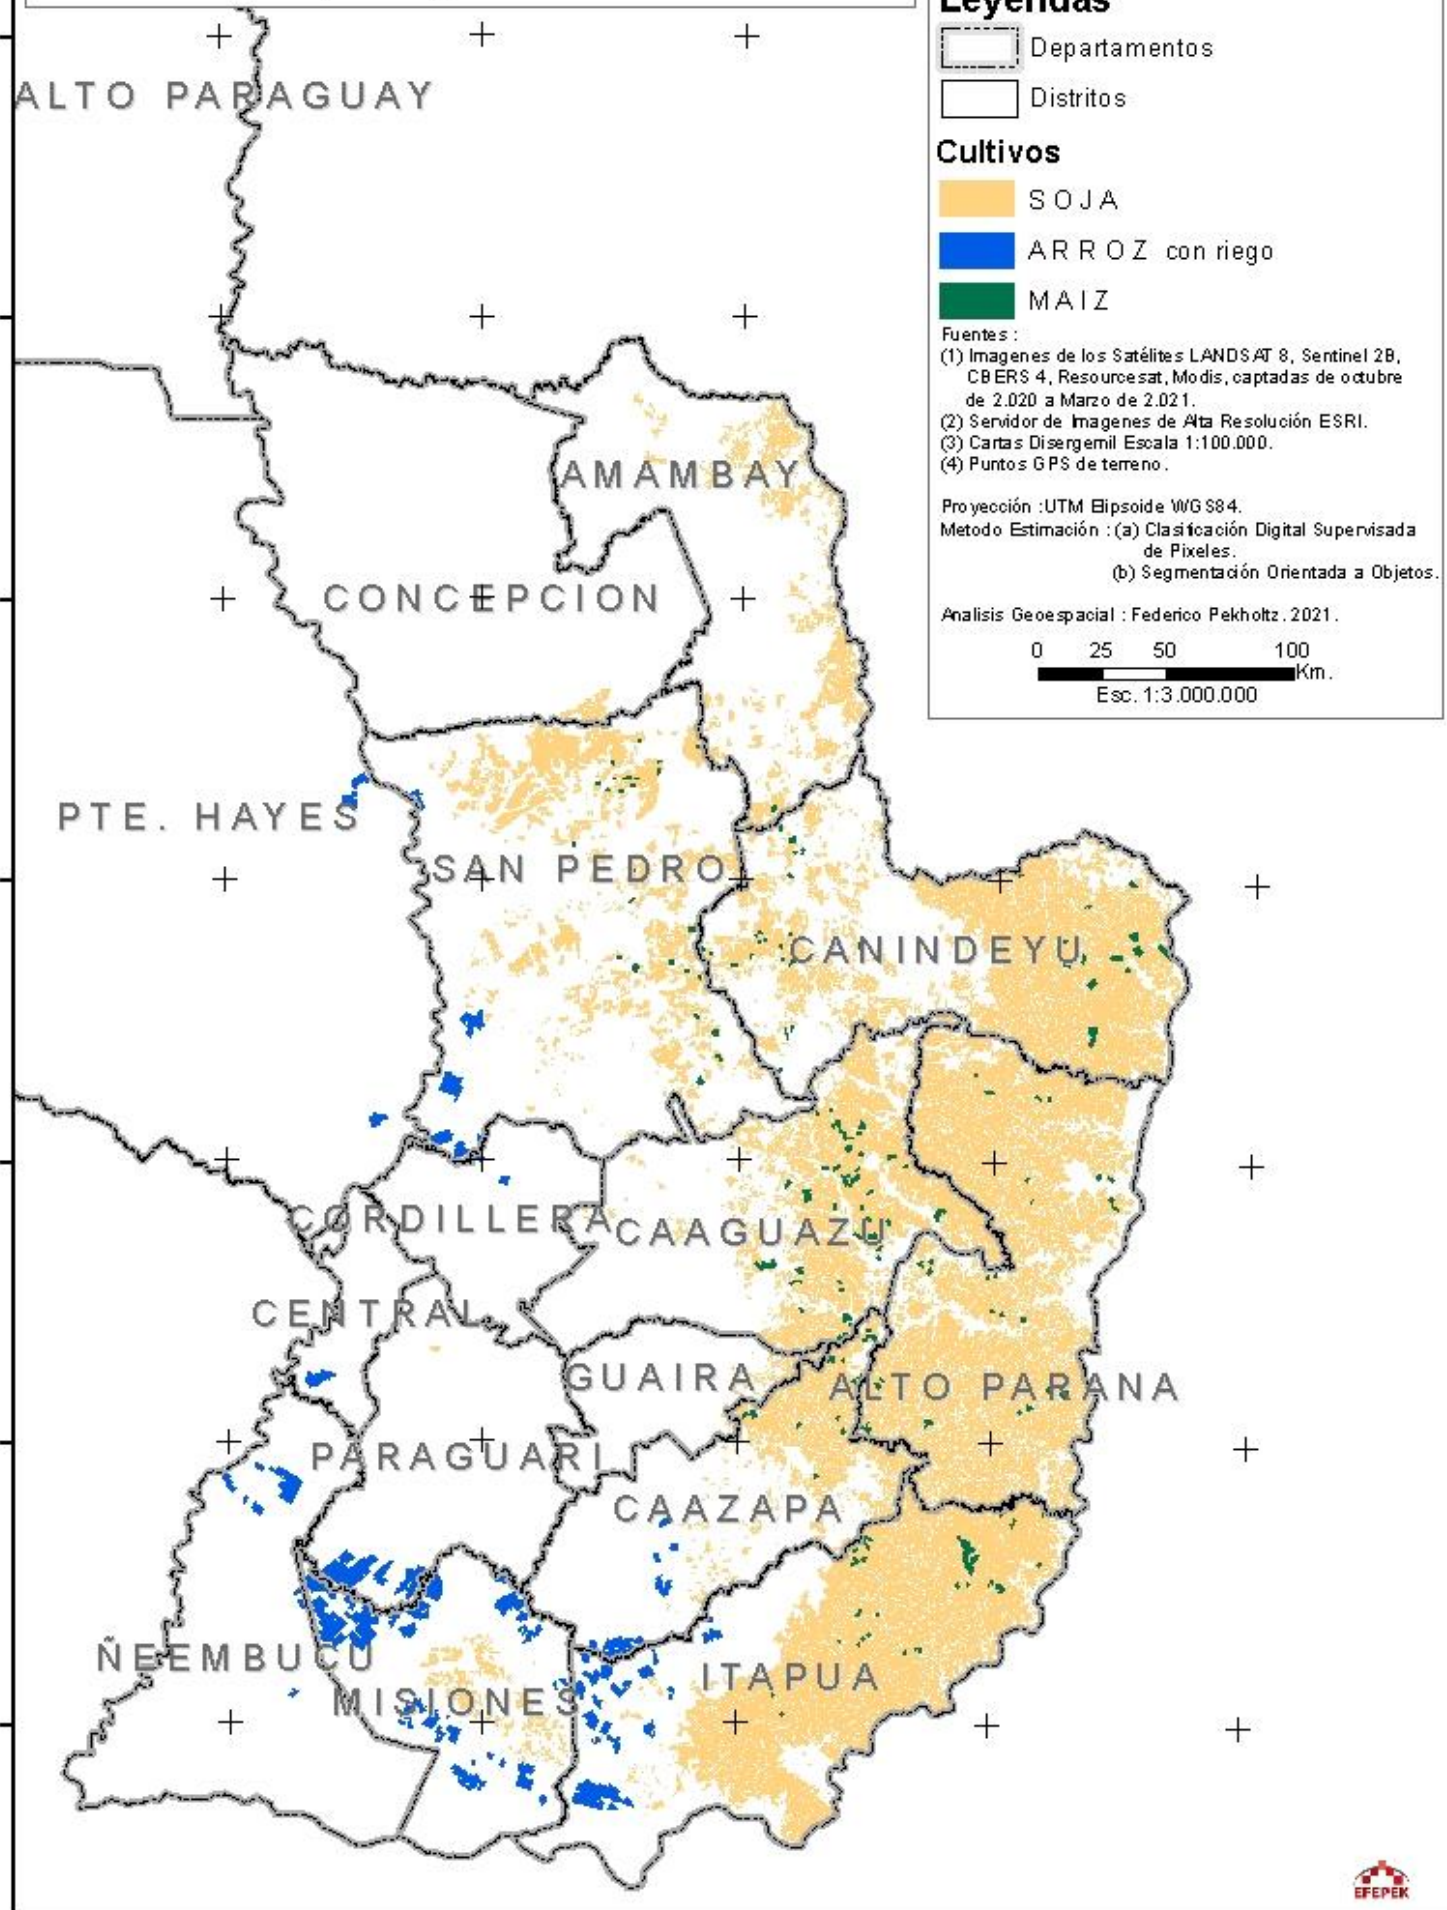 Leyendas
Departamentos
Distritos
Cultivos
SOJA
ARROZ con riego
MAIZ
Fuentes :
(1) Imagenes de los Satélites LANDSAT 8, Sentinel 2B,
CBERS 4, Resourcesat, Modis, captadas de octubre
de 2.020 a Marzo de 2.021.
(2) Servidor de Imagenes de Alta Resolución ESRI.
(3) Cartas Disergemil Escala 1:100.000.
(4) Puntos GPS de terreno.
Proyección :UTM Elipsoide WGS84.
Metodo Estimación : (a) Clasificación Digital Supervisada
de Pixeles.
(b) Segmentación Orientada a Objetos.
Analisis Geoespacial : Federico Pekholtz. 2021.
0 25 50 100
Km.
Esc. 1:3.000.000
ALTO PARAGUAY
AMAMBAY
CONCEPCION
PTE. HAYES
SAN PEDRO
CANINDEYU
CORDILLERA
CAAGUAZU
CENTRAL
GUAIRA
ALTO PARANA
PARAGUARI
CAAZAPA
ÑEEMBUCU
MISIONES
ITAPUA
EFEPEK